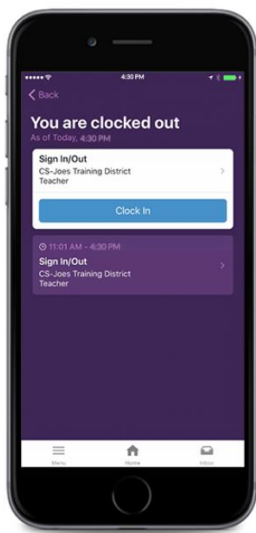 4:30 PM
Back
You are clocked out
As of Today, 4:30 PM
Sign In/Out
CS-Joes Training District
Teacher
Clock In
11:01 AM - 4:30 PM
Sign In/Out
CS-Joes Training District
Teacher
Menu
Home
Inbox